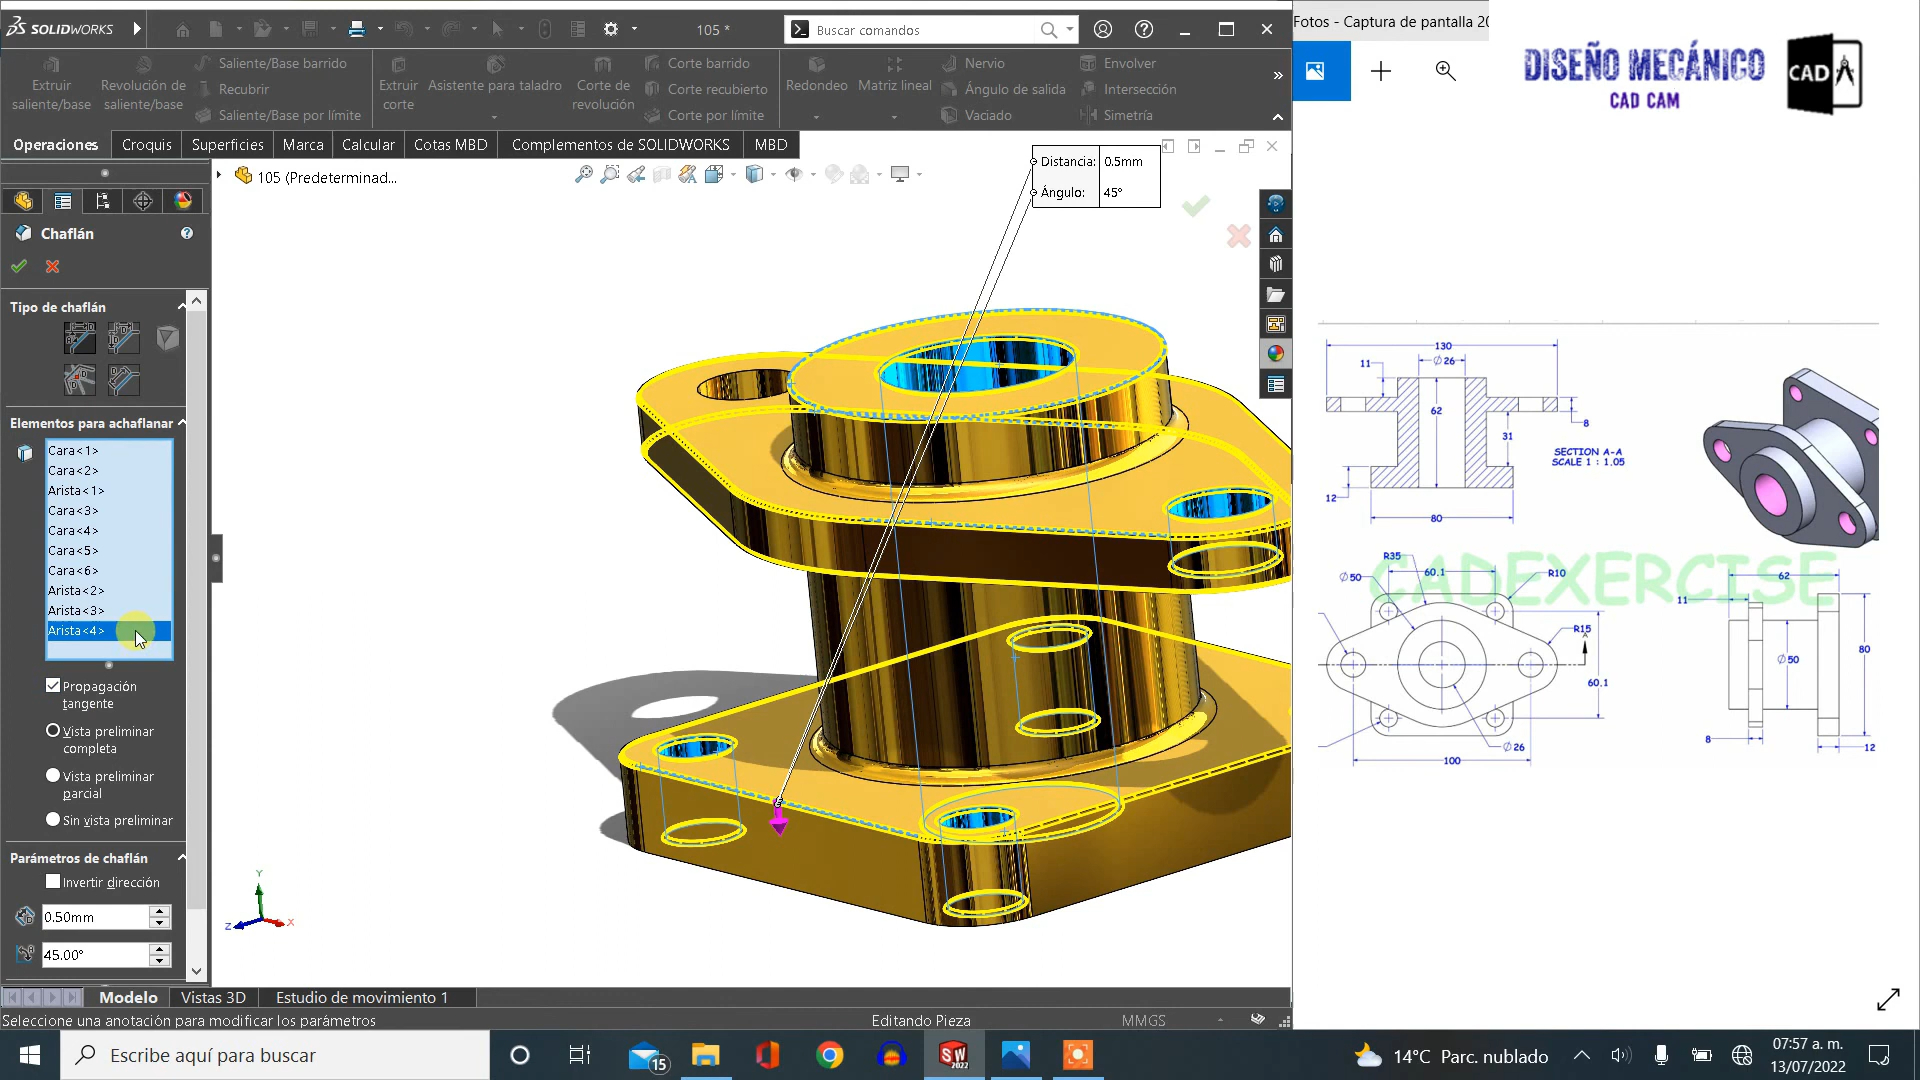 SOLIDWORKS
105 *
Buscar comandos
Extruir saliente/base
Revolución de saliente/base
Saliente/Base barrido
Recubrir
Saliente/Base por límite
Extruir corte
Asistente para taladro
Corte de revolución
Corte barrido
Corte recubierto
Corte por límite
Redondeo
Matriz lineal
Nervio
Ángulo de salida
Vaciado
Envolver
Intersección
Simetría
Operaciones
Croquis
Superficies
Marca
Calcular
Cotas MBD
Complementos de SOLIDWORKS
MBD
105 (Predeterminad...
Distancia: 0.5mm
Ángulo: 45°
Chaflán
Tipo de chaflán
Elementos para achaflanar
Cara<1>
Cara<2>
Arista<1>
Cara<3>
Cara<4>
Cara<5>
Cara<6>
Arista<2>
Arista<3>
Arista<4>
Propagación
tangente
Vista preliminar
completa
Vista preliminar
parcial
Sin vista preliminar
Parámetros de chaflán
Invertir dirección
0.50mm
45.00°
Y
Z
X
Modelo
Vistas 3D
Estudio de movimiento 1
Seleccione una anotación para modificar los parámetros
Editando Pieza
MMGS
Fotos - Captura de pantalla 20
DISEÑO MECÁNICO
CAD CAM
CAD
130
11
Ø26
62
8
31
SECTION A-A
SCALE 1 : 1.05
12
80
CADEXERCISE
R35
60.1
R10
Ø50
R15
A
60.1
Ø26
100
62
11
Ø50
80
8
12
Escribe aquí para buscar
15
SW
2022
14°C Parc. nublado
07:57 a. m.
13/07/2022